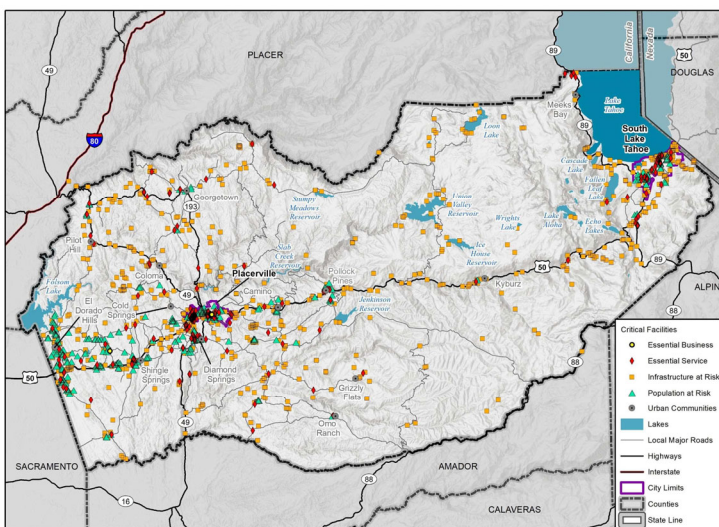 49
PLACER
89
California
Nevada
50
DOUGLAS
Meeks
Bay
Lake
Tahoe
80
Loon
Lake
89
South
Lake
Tahoe
Cascade
Lake
Fallen
Leaf
Lake
Georgetown
193
Stumpy
Meadows
Reservoir
Union
Valley
Reservoir
Wrights
Lake
Lake
Aloha
Echo
Lakes
Pilot
Hill
Slab
Creek
Reservoir
Ice
House
Reservoir
Coloma
Placerville
Pollock
Pines
50
89
Folsom
Lake
49
Camino
Kyburz
ALPIN
El
Dorado
Hills
Cold
Springs
Jenkinson
Reservoir
88
50
Shingle
Springs
Diamond
Springs
Grizzly
Flats
88
Omo
Ranch
49
SACRAMENTO
88
AMADOR
16
CALAVERAS
Critical Facilities
Essential Business
Essential Service
Infrastructure at Risk
Population at Risk
Urban Communities
Lakes
Local Major Roads
Highways
Interstate
City Limits
Counties
State Line